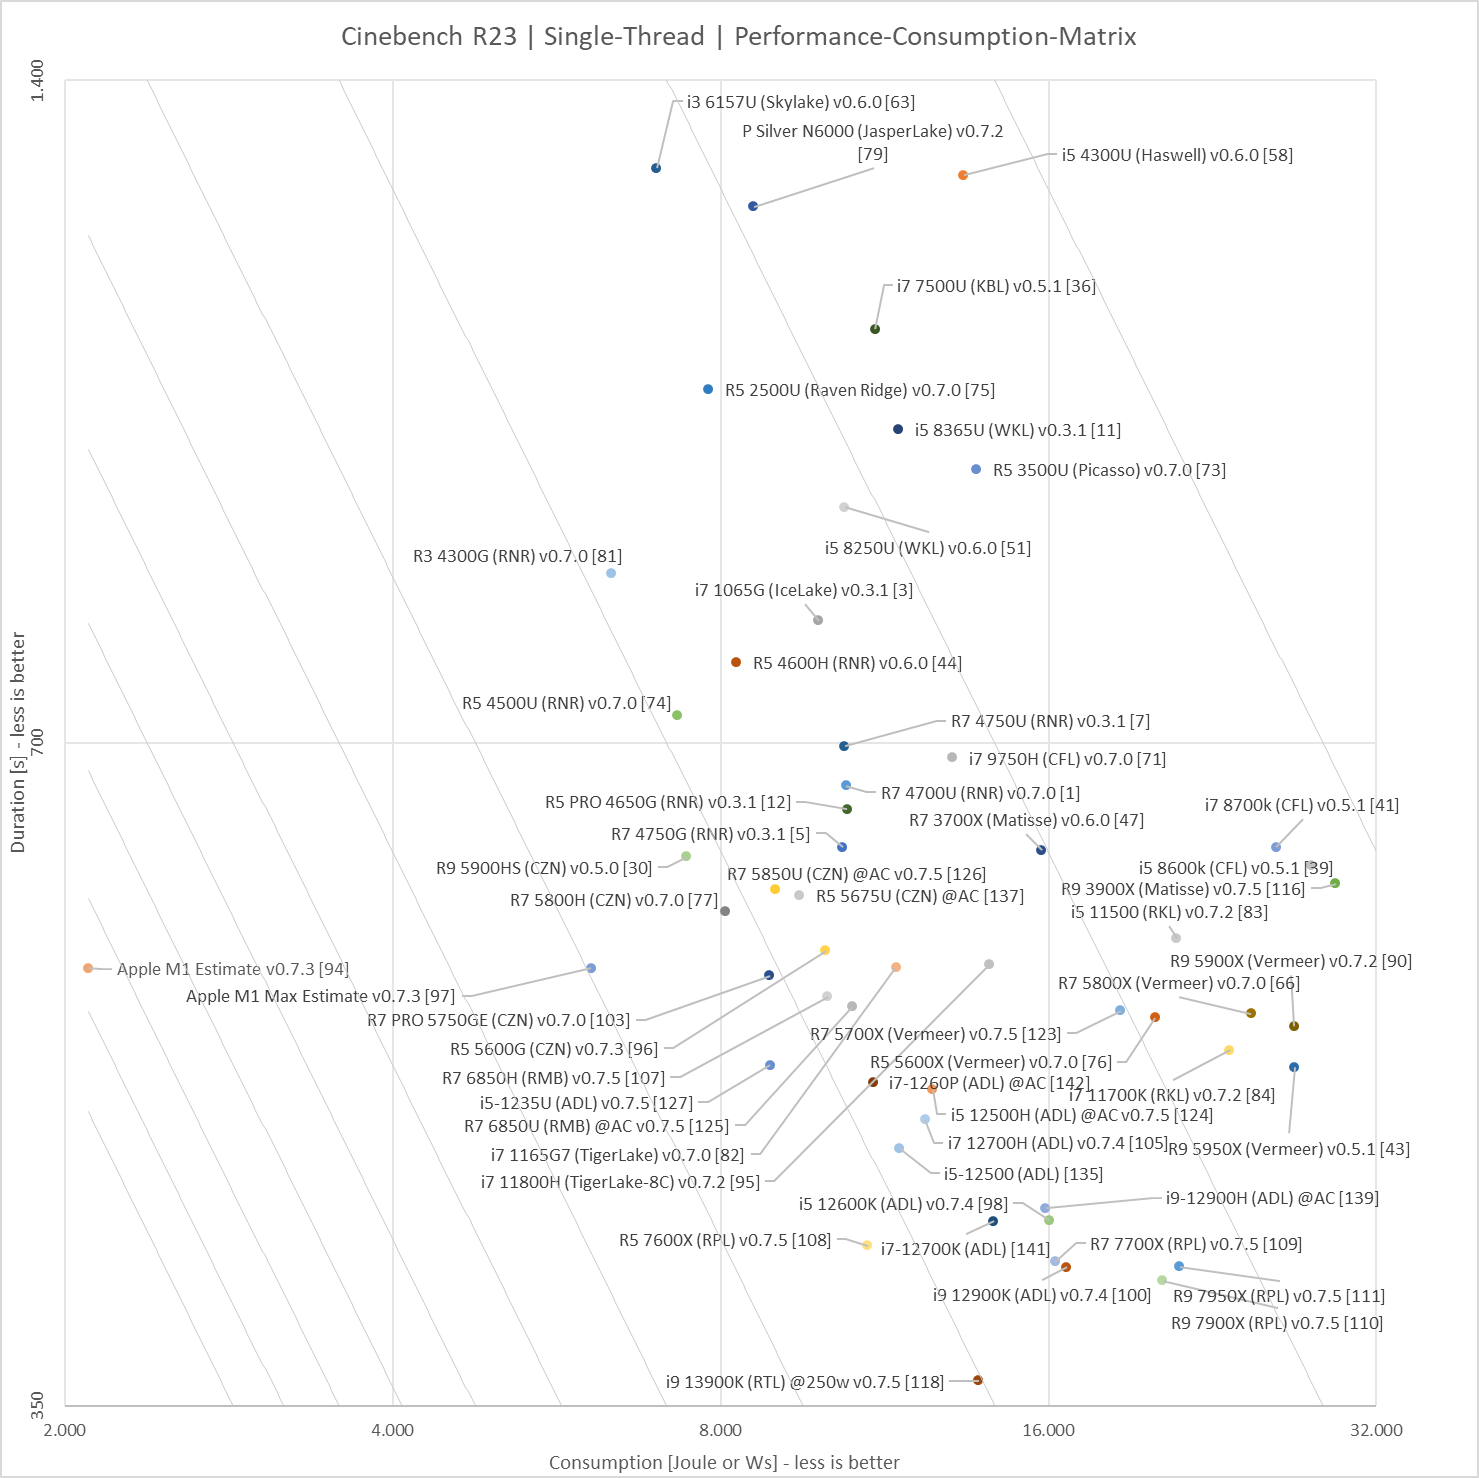 Cinebench R23 | Single-Thread | Performance-Consumption-Matrix
1.400
i3 6157U (Skylake) v0.6.0 [63]
P Silver N6000 (JasperLake) v0.7.2
[79]
i5 4300U (Haswell) v0.6.0 [58]
i7 7500U (KBL) v0.5.1 [36]
R5 2500U (Raven Ridge) v0.7.0 [75]
i5 8365U (WKL) v0.3.1 [11]
R5 3500U (Picasso) v0.7.0 [73]
i5 8250U (WKL) v0.6.0 [51]
R3 4300G (RNR) v0.7.0 [81]
i7 1065G (IceLake) v0.3.1 [3]
R5 4600H (RNR) v0.6.0 [44]
R5 4500U (RNR) v0.7.0 [74]
R7 4750U (RNR) v0.3.1 [7]
700
i7 9750H (CFL) v0.7.0 [71]
R7 4700U (RNR) v0.7.0 [1]
R5 PRO 4650G (RNR) v0.3.1 [12]
i7 8700k (CFL) v0.5.1 [41]
R7 3700X (Matisse) v0.6.0 [47]
R7 4750G (RNR) v0.3.1 [5]
R9 5900HS (CZN) v0.5.0 [30]
i5 8600k (CFL) v0.5.1 [39]
R7 5850U (CZN) @AC v0.7.5 [126]
R9 3900X (Matisse) v0.7.5 [116]
R5 5675U (CZN) @AC [137]
R7 5800H (CZN) v0.7.0 [77]
i5 11500 (RKL) v0.7.2 [83]
R9 5900X (Vermeer) v0.7.2 [90]
Apple M1 Estimate v0.7.3 [94]
R7 5800X (Vermeer) v0.7.0 [66]
Apple M1 Max Estimate v0.7.3 [97]
R7 PRO 5750GE (CZN) v0.7.0 [103]
R7 5700X (Vermeer) v0.7.5 [123]
R5 5600G (CZN) v0.7.3 [96]
R5 5600X (Vermeer) v0.7.0 [76]
R7 6850H (RMB) v0.7.5 [107]
i7-1260P (ADL) @AC [142]
i7 11700K (RKL) v0.7.2 [84]
i5-1235U (ADL) v0.7.5 [127]
i5 12500H (ADL) @AC v0.7.5 [124]
R7 6850U (RMB) @AC v0.7.5 [125]
i7 12700H (ADL) v0.7.4 [105]
R9 5950X (Vermeer) v0.5.1 [43]
i7 1165G7 (TigerLake) v0.7.0 [82]
i5-12500 (ADL) [135]
i7 11800H (TigerLake-8C) v0.7.2 [95]
i9-12900H (ADL) @AC [139]
i5 12600K (ADL) v0.7.4 [98]
R5 7600X (RPL) v0.7.5 [108]
R7 7700X (RPL) v0.7.5 [109]
i7-12700K (ADL) [141]
i9 12900K (ADL) v0.7.4 [100]
R9 7950X (RPL) v0.7.5 [111]
R9 7900X (RPL) v0.7.5 [110]
i9 13900K (RTL) @250w v0.7.5 [118]
350
Duration [s] - less is better
2.000
4.000
8.000
16.000
32.000
Consumption [Joule or Ws] - less is better